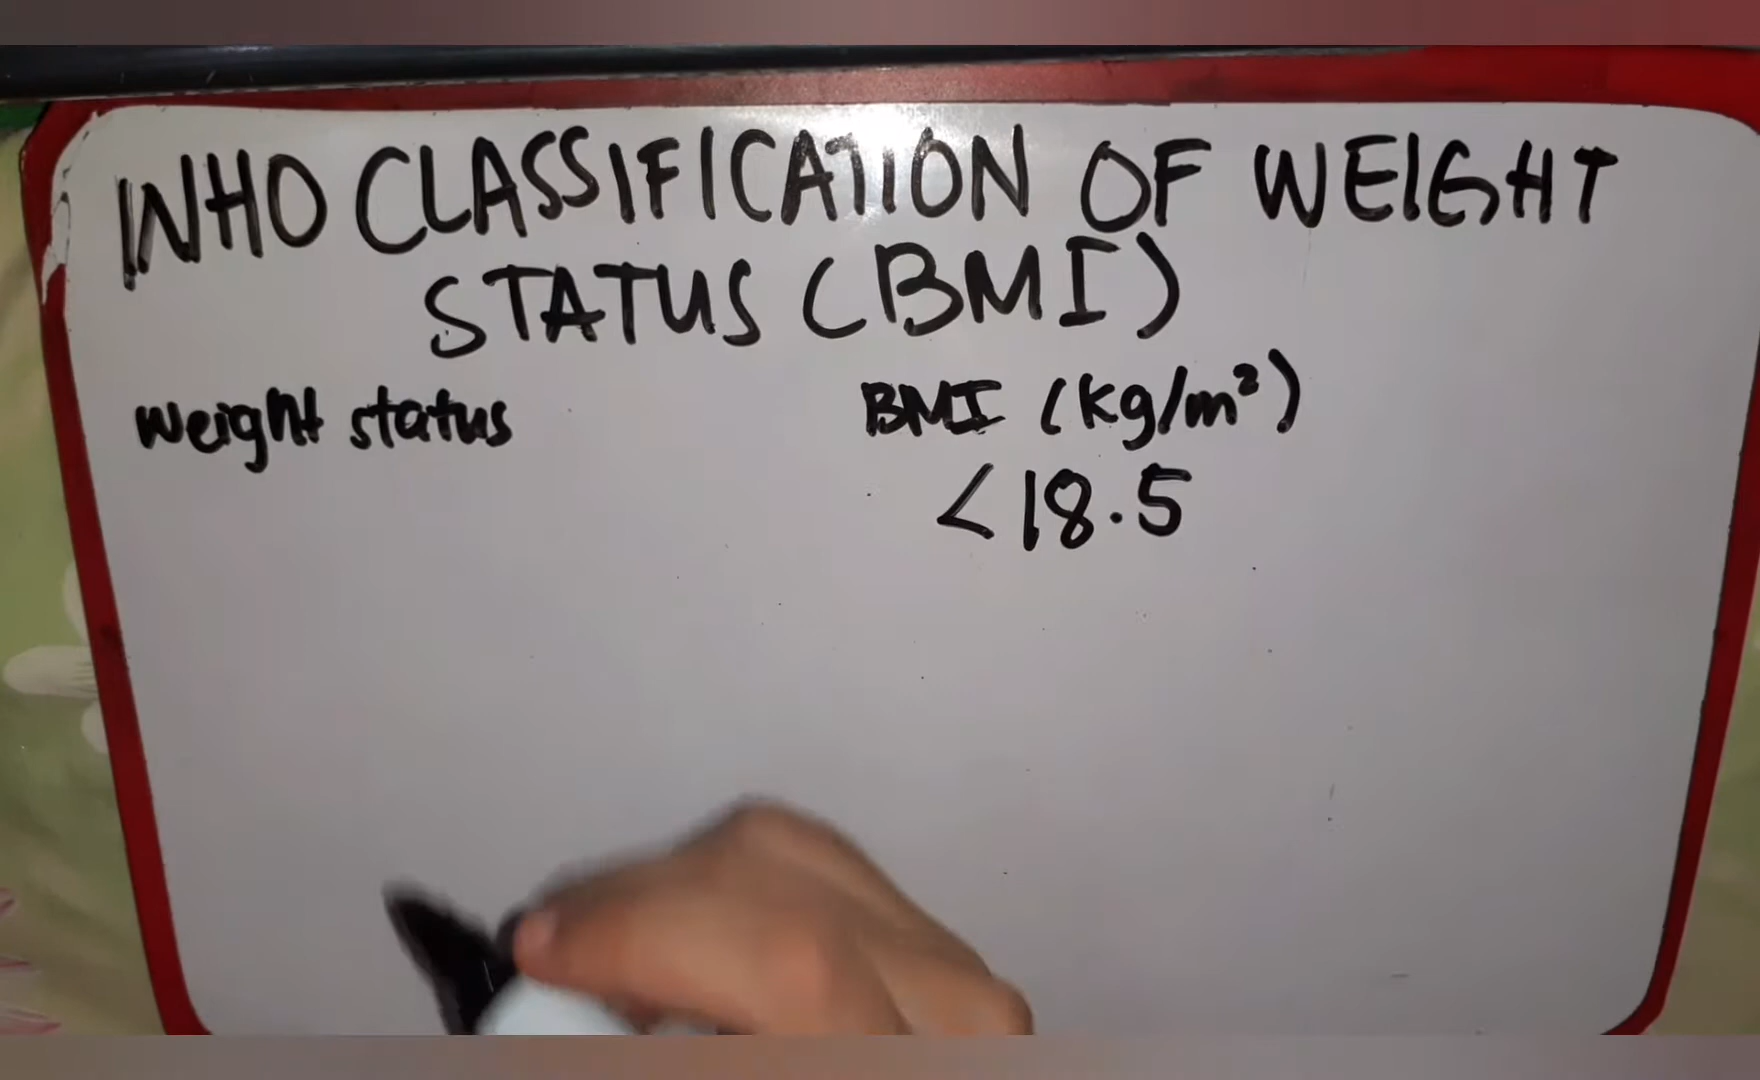 WHO CLASSIFICATION OF WEIGHT
STATUS (BMI)
Weight status BMI (kg/m²)
<18.5